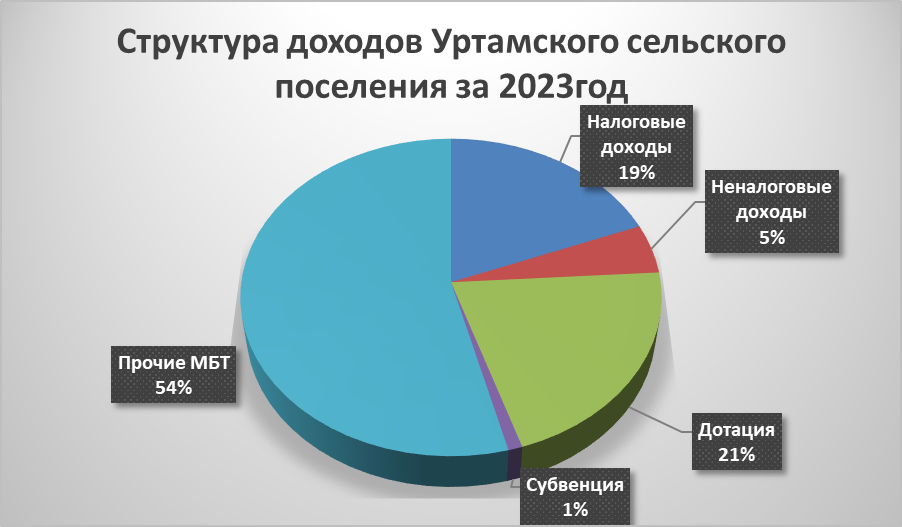 Структура доходов Уртамского сельского
поселения за 2023год
Налоговые
доходы
19%
Неналоговые
доходы
5%
Прочие МБТ
54%
Дотация
21%
Субвенция
1%